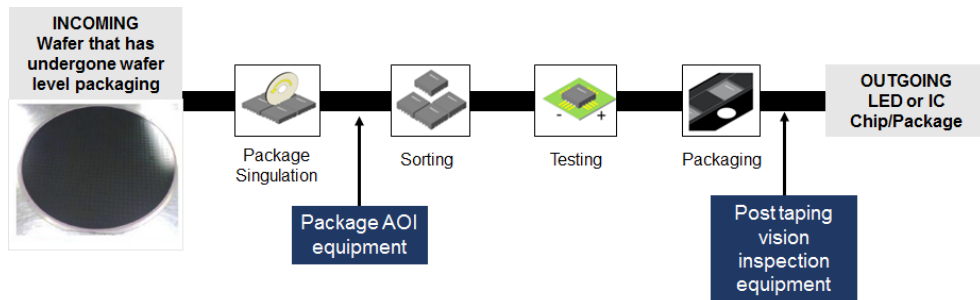 INCOMING
Wafer that has
undergone wafer
level packaging
Package
Singulation
Sorting
- +
Testing
Packaging
OUTGOING
LED or IC
Chip/Package
Package AOI
equipment
Post taping
vision
inspection
equipment